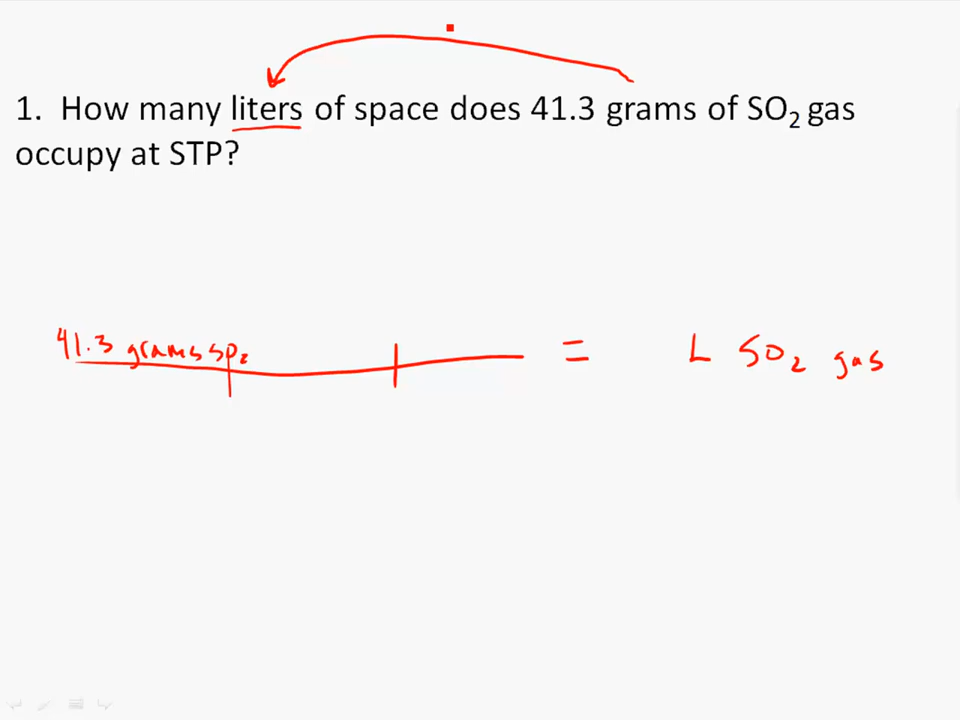 1. How many liters of space does 41.3 grams of SO₂ gas
occupy at STP?
41.3 grams SO₂ = L SO₂ gas